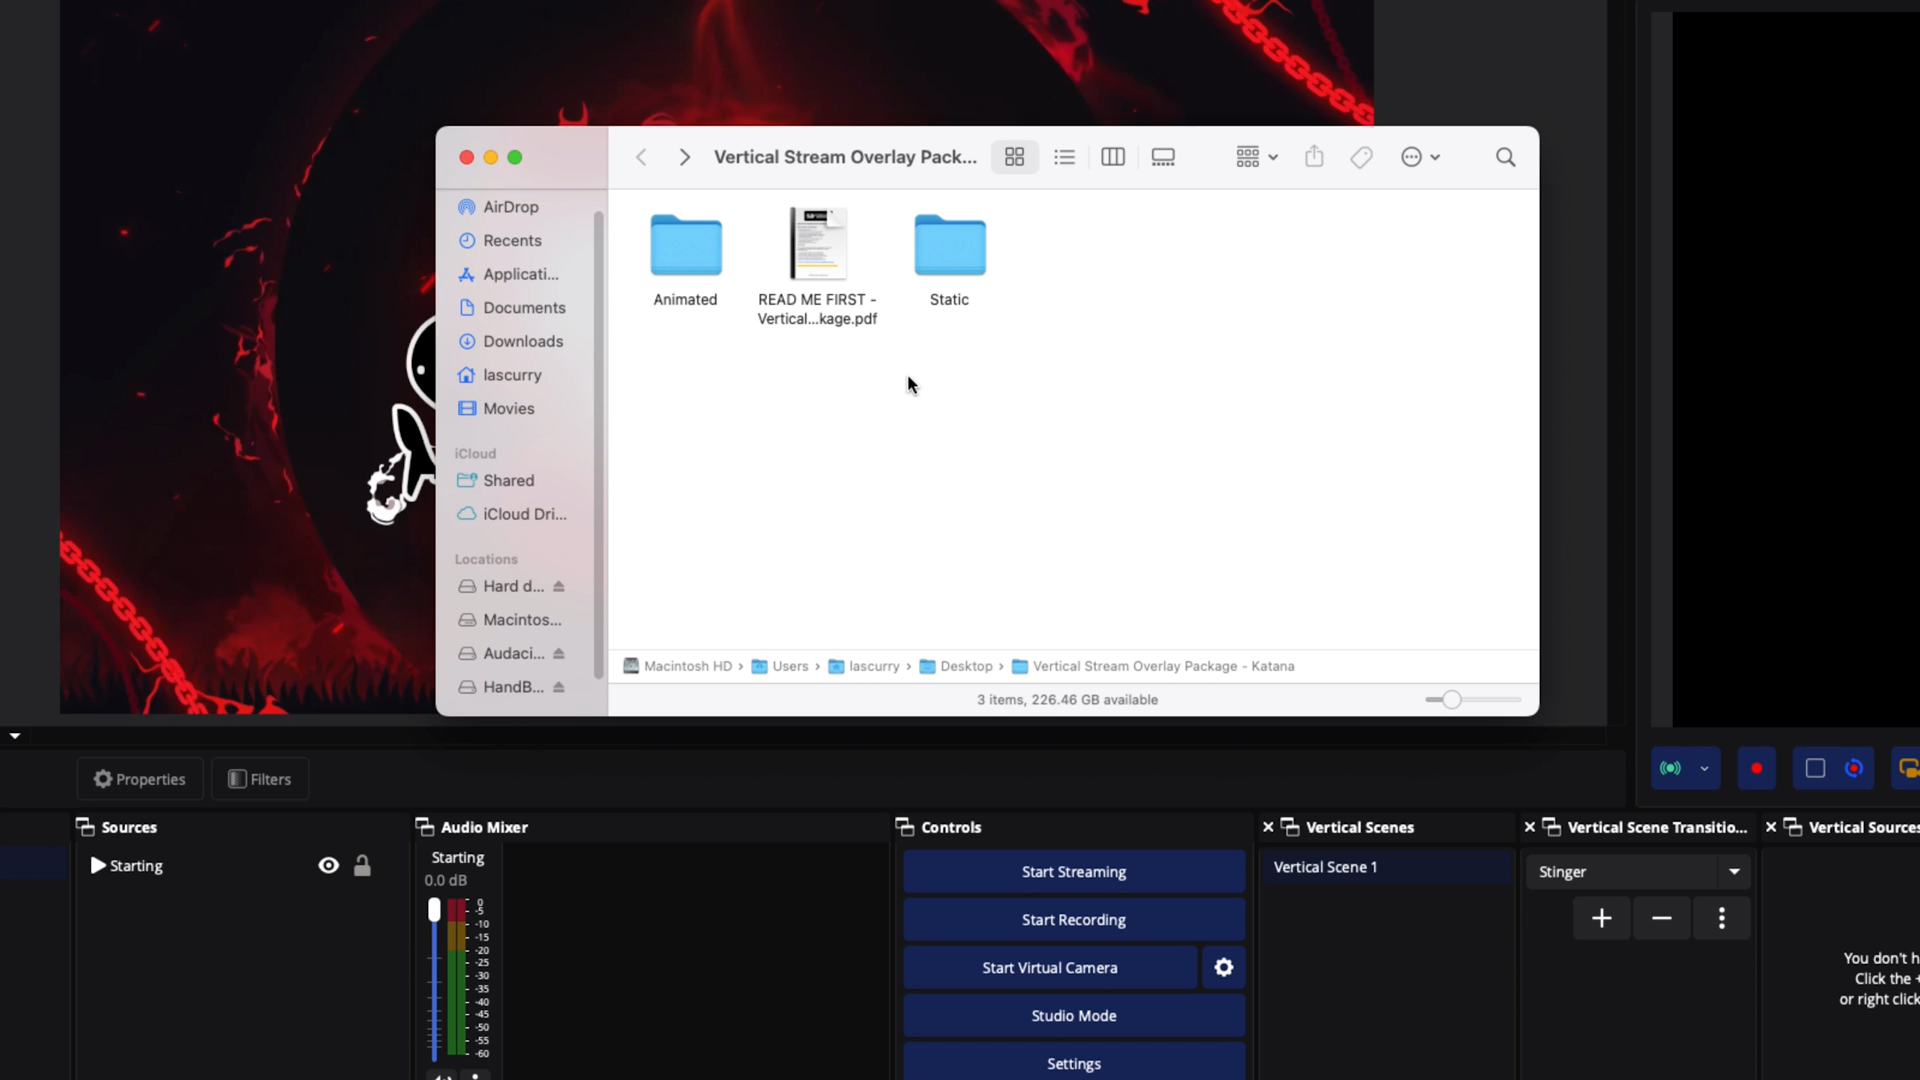 Vertical Stream Overlay Pack...
AirDrop
Recents
Applicati...
Documents
Downloads
lascurry
Movies
iCloud
Shared
iCloud Dri...
Locations
Hard d...
Macintos...
Audaci...
HandB...
Animated
READ ME FIRST -
Vertical...kage.pdf
Static
Macintosh HD › Users › lascurry › Desktop › Vertical Stream Overlay Package - Katana
3 items, 226.46 GB available
Properties
Filters
Sources
Starting
Audio Mixer
Starting
0.0 dB
0
-5
-10
-15
-20
-25
-30
-35
-40
-45
-50
-55
-60
Controls
Start Streaming
Start Recording
Start Virtual Camera
Studio Mode
Settings
Vertical Scenes
Vertical Scene 1
Vertical Scene Transitio...
Stinger
Vertical Sources
You don't h
Click the +
or right click